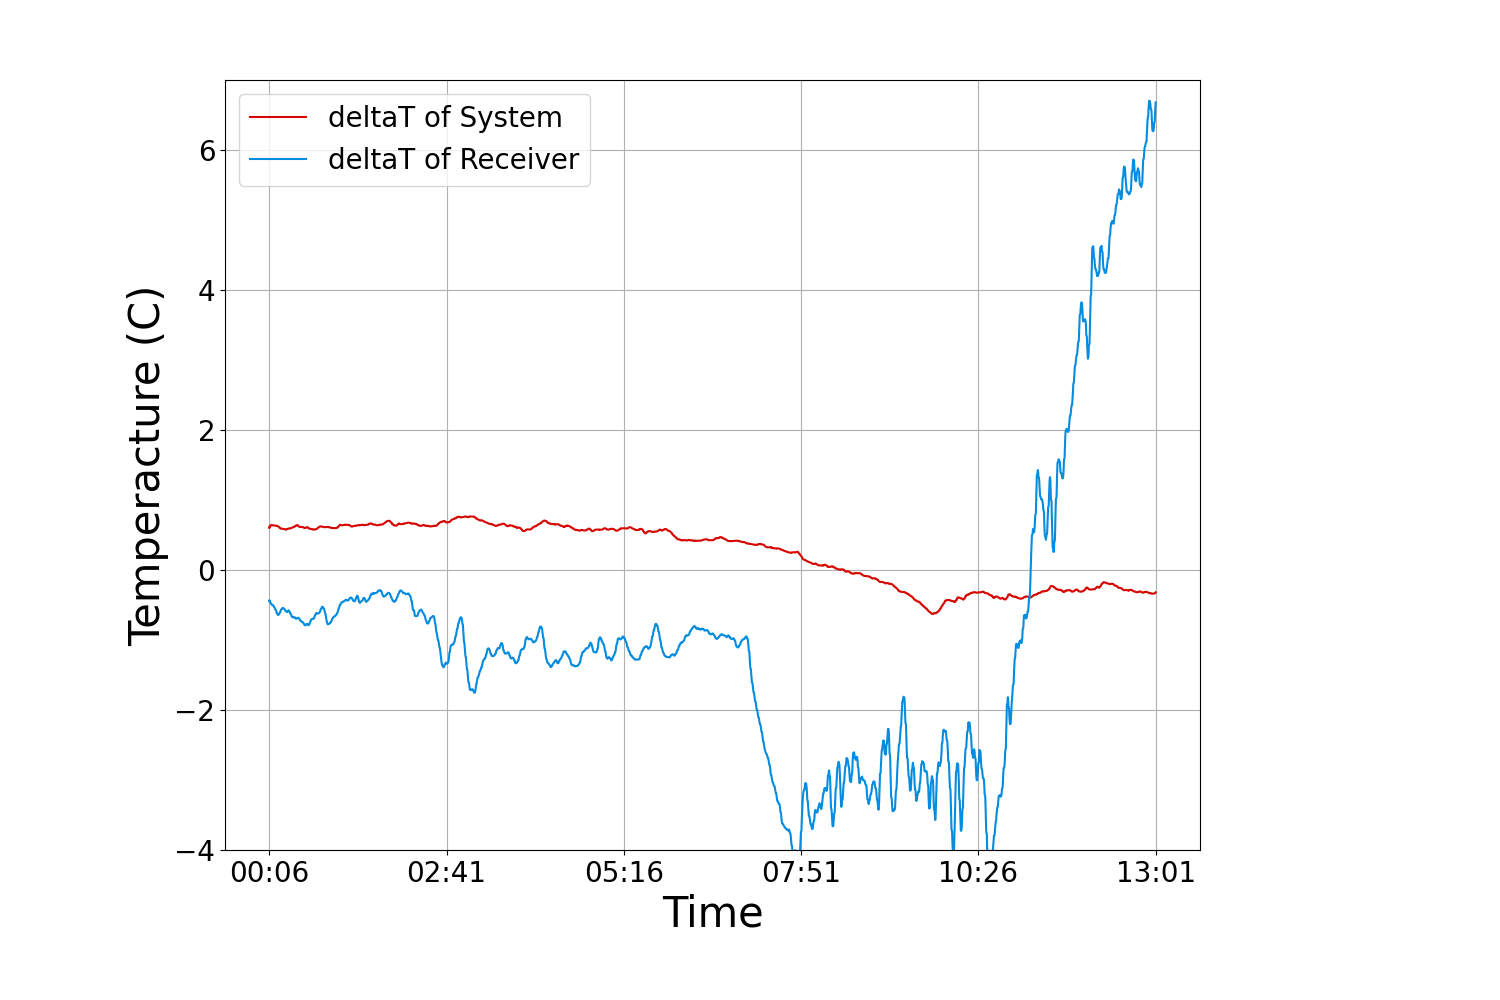 deltaT of System
deltaT of Receiver
Temperacture (C)
6
4
2
0
−2
−4
00:06 02:41 05:16 07:51 10:26 13:01
Time